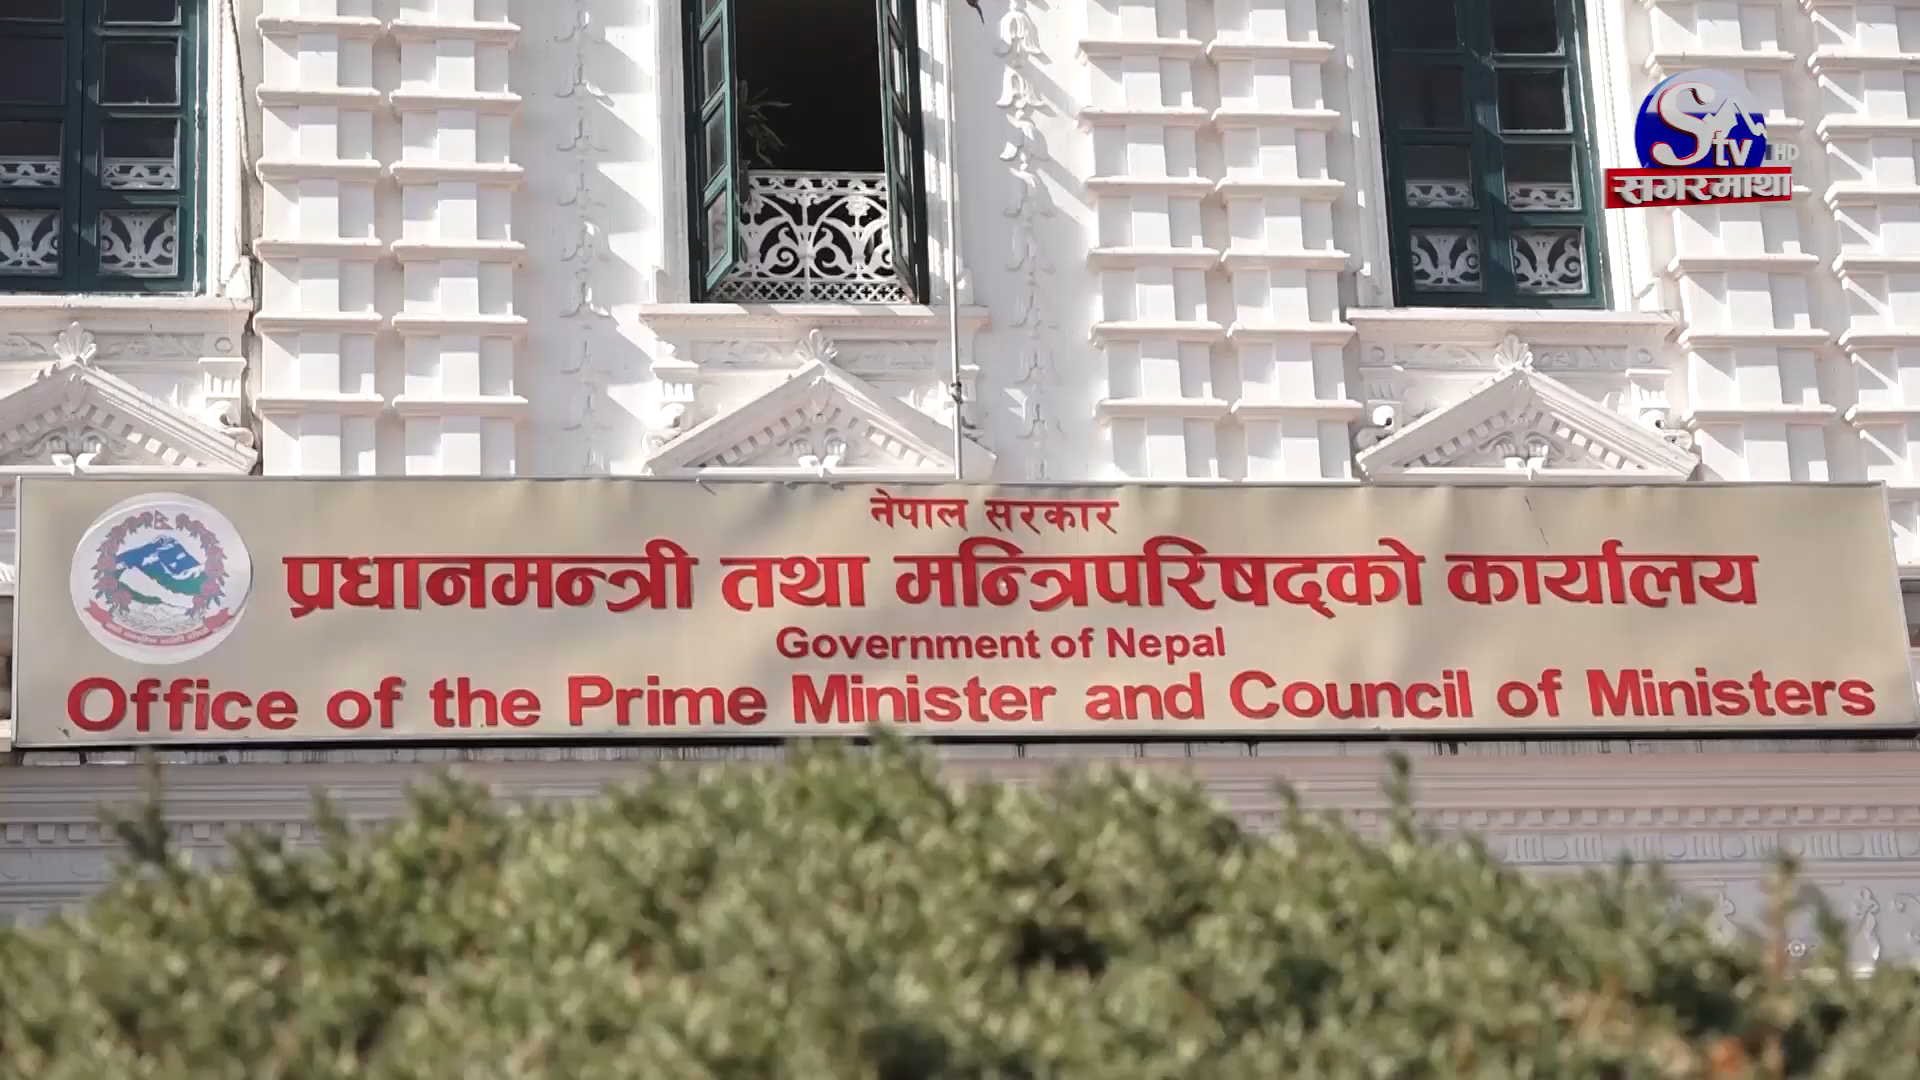 S tv HD
सगरमाथा
नेपाल सरकार
प्रधानमन्त्री तथा मन्त्रिपरिषद्को कार्यालय
Government of Nepal
Office of the Prime Minister and Council of Ministers